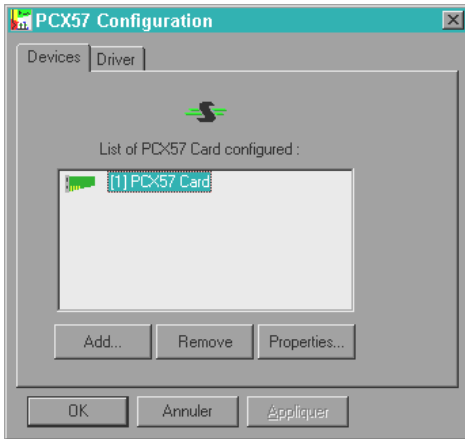 PCX57 Configuration
Devices Driver
List of PCX57 Card configured :
[1] PCX57 Card
Add... Remove Properties...
OK Annuler Appliquer